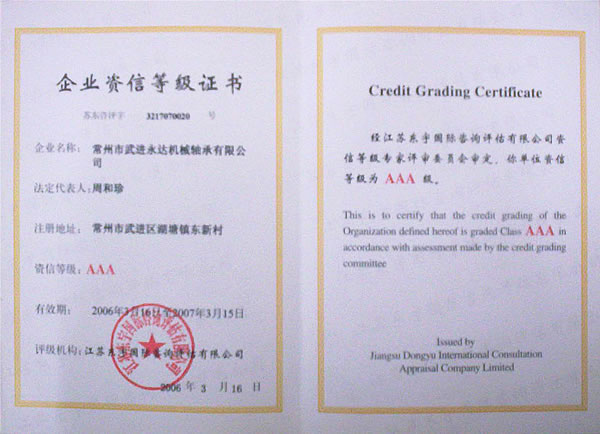 企业资信等级证书
苏东资评字 3217070020 号
企业名称: 常州市武进永达机械轴承有限公
司
法定代表人: 周和珍
注册地址: 常州市武进区湖塘镇东新村
资信等级: AAA
有效期: 2006年3月16日至2007年3月15日
评级机构: 江苏东宇国际咨询评估有限公司
2006 年 3 月 16 日
Credit Grading Certificate
经江苏东宇国际咨询评估有限公司资
信等级专家评审委员会审定, 你单位资信
等级为 AAA 级。
This is to certify that the credit grading of the
Organization defined hereof is graded Class AAA in
accordance with assessment made by the credit grading
committee
Issued by
Jiangsu Dongyu International Consultation
Appraisal Company Limited